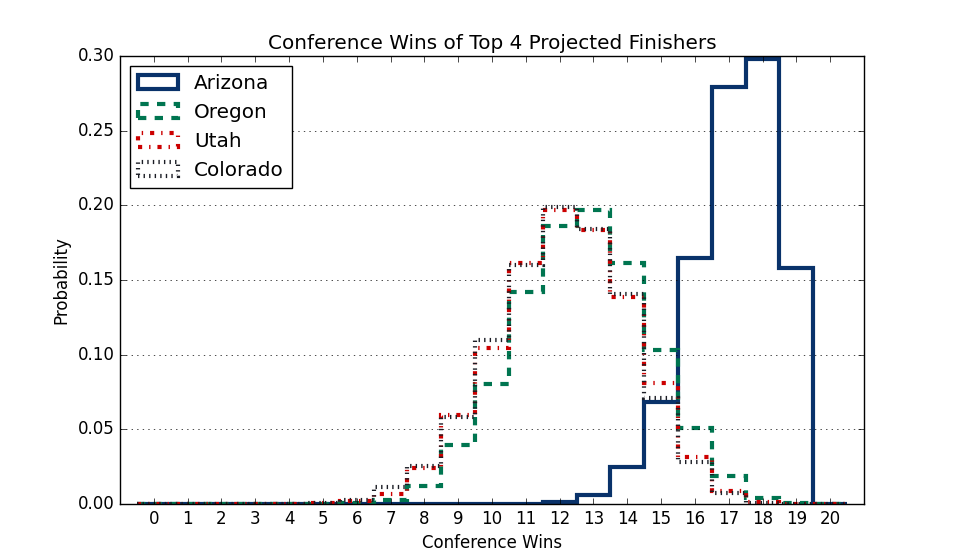 Conference Wins of Top 4 Projected Finishers
0.30
0.25
0.20
0.15
0.10
0.05
0.00
Probability
Arizona
Oregon
Utah
Colorado
0 1 2 3 4 5 6 7 8 9 10 11 12 13 14 15 16 17 18 19 20
Conference Wins